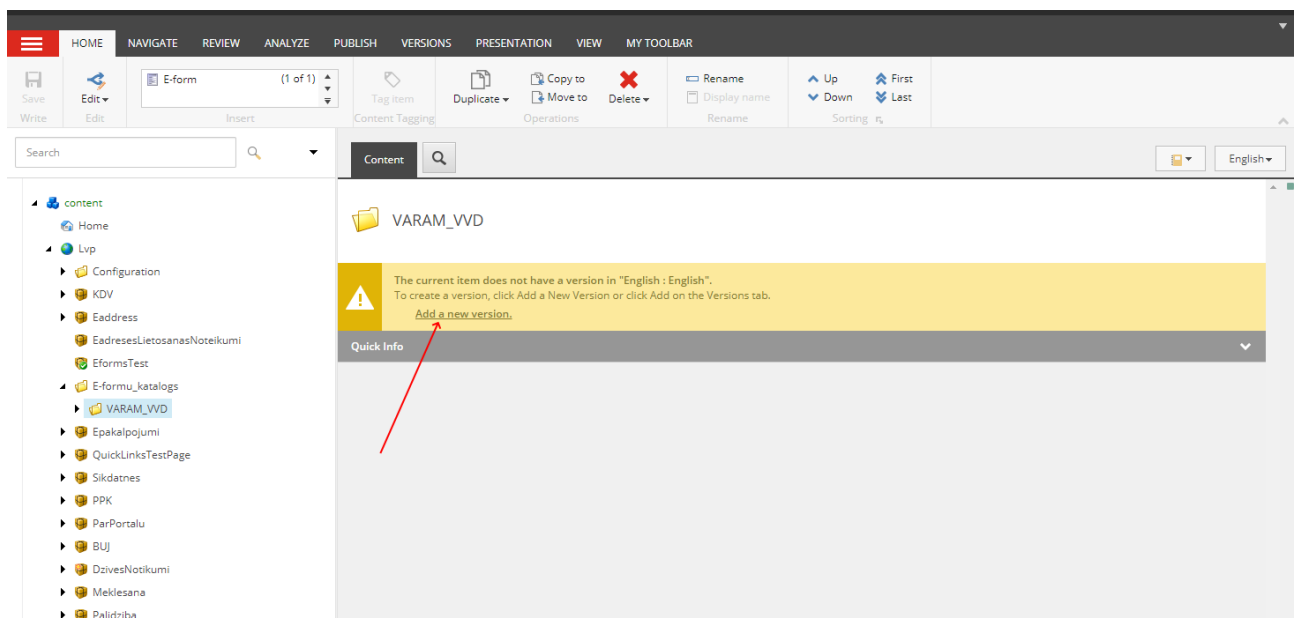 HOME NAVIGATE REVIEW ANALYZE PUBLISH VERSIONS PRESENTATION VIEW MY TOOLBAR
E-form (1 of 1) Copy to Rename Up First
Save Edit Tag item Duplicate Move to Delete Display name Down Last
Write Edit Insert Content Tagging Operations Rename Sorting
Search Content English
content
VARAM_VVD
Home
Lvp
Configuration
The current item does not have a version in "English : English".
KDV
To create a version, click Add a New Version or click Add on the Versions tab.
Eaddress
Add a new version.
EadresesLietosanasNoteikumi
Quick Info
EformsTest
E-formu_katalogs
VARAM_VVD
Epakalpojumi
QuickLinksTestPage
Sikdatnes
PPK
ParPortalu
BUJ
DzivesNotikumi
Meklesana
Palidziba